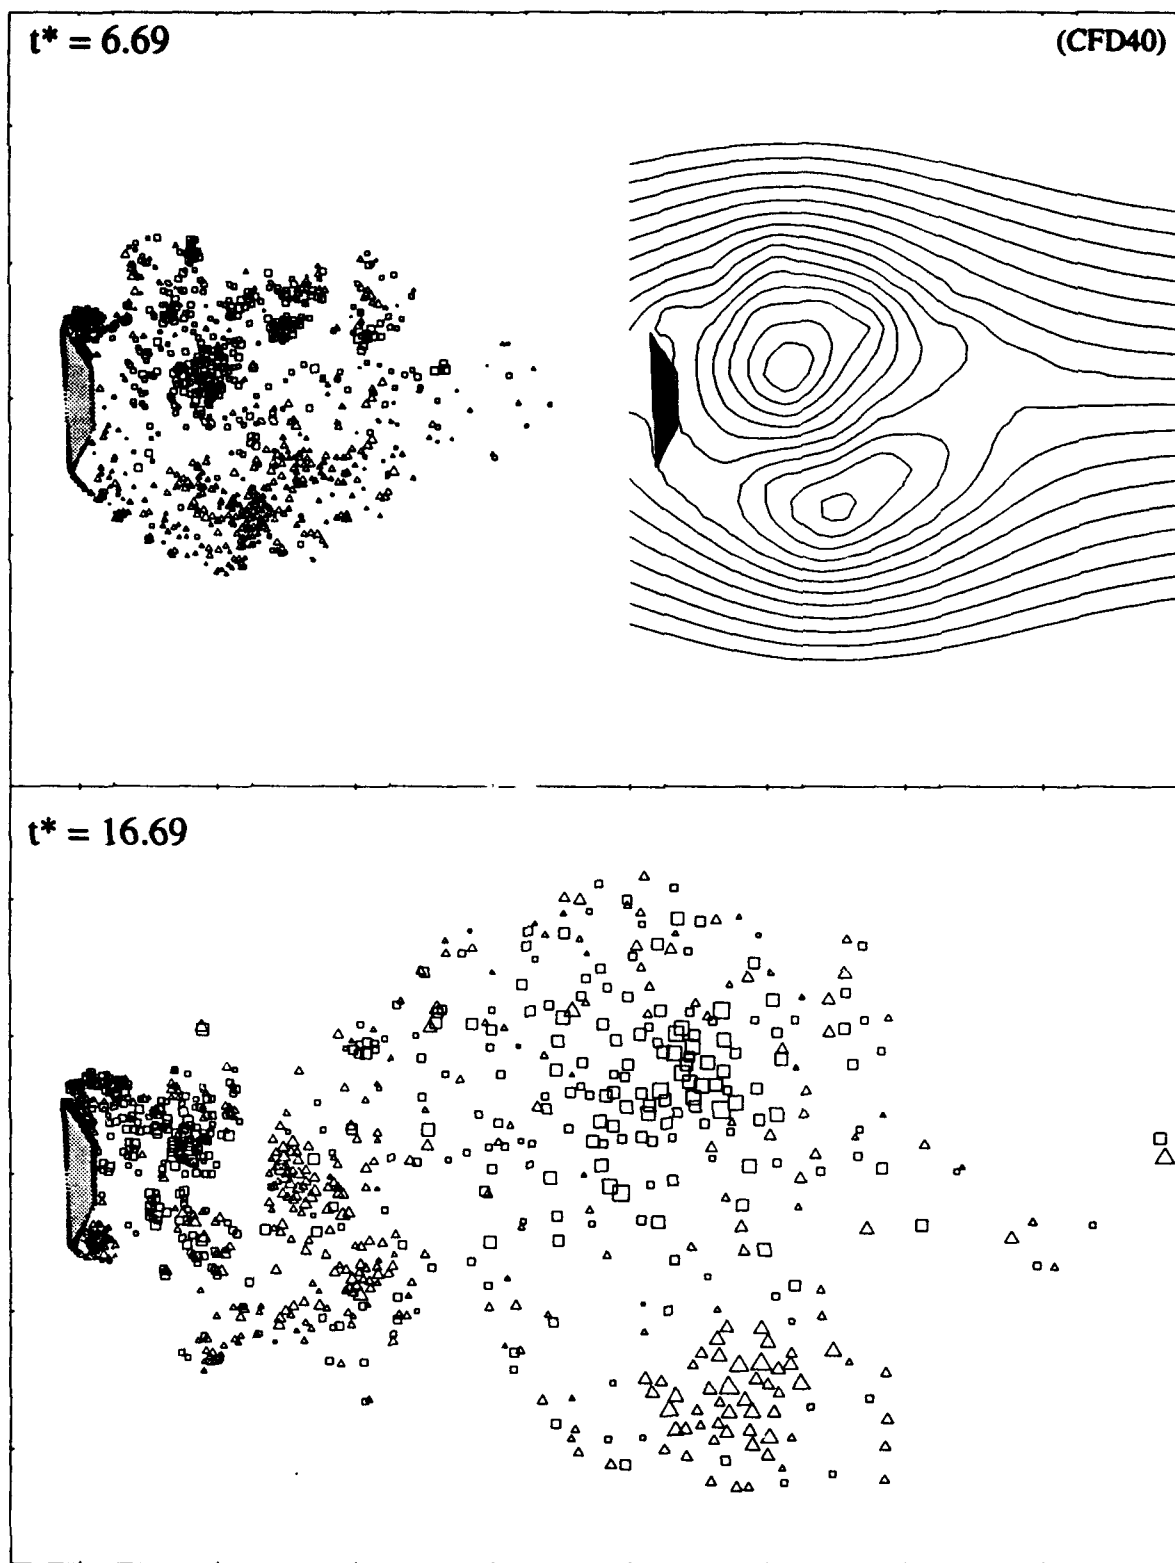 t* = 6.69
(CFD40)
t* = 16.69